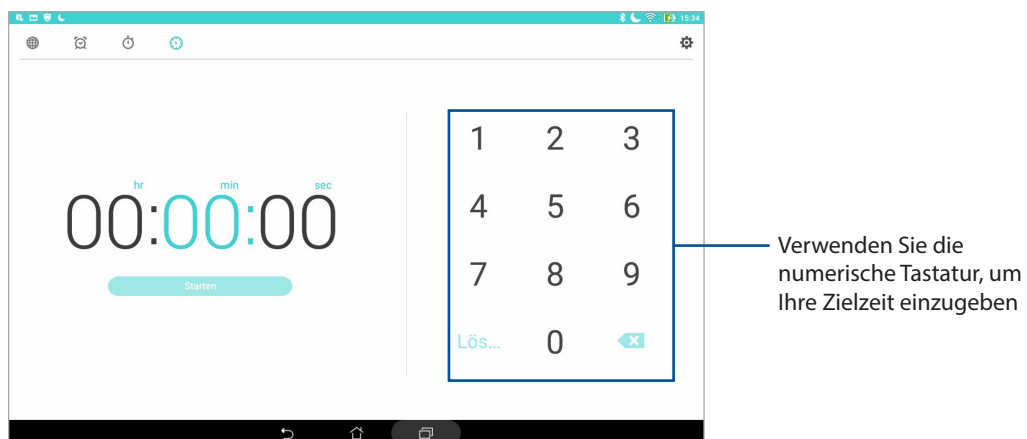 15:34
hr min sec
00:00:00
Starten
1 2 3
4 5 6
7 8 9
Lös... 0
Verwenden Sie die
numerische Tastatur, um
Ihre Zielzeit einzugeben